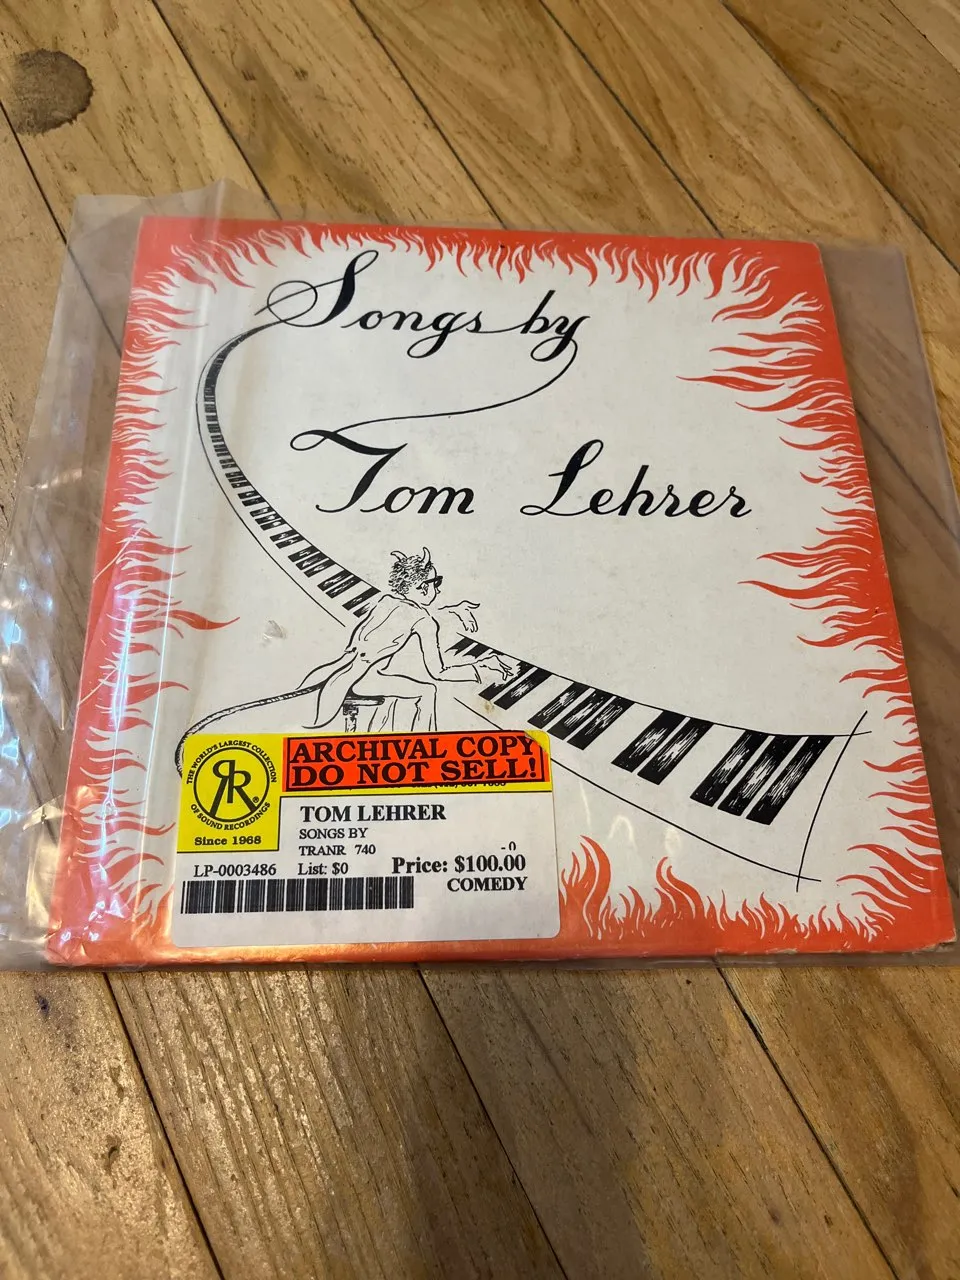 Songs by
Tom Lehrer
THE WORLD'S LARGEST COLLECTION
RR®
OF SOUND RECORDINGS
Since 1968
ARCHIVAL COPY
DO NOT SELL!
TOM LEHRER
SONGS BY
TRANR 740
-0
LP-0003486 List: $0 Price: $100.00
COMEDY